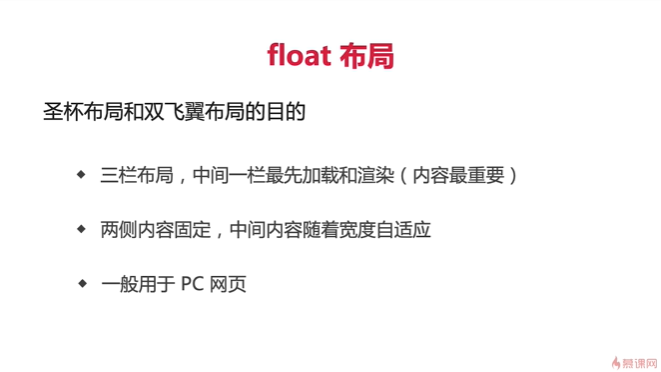 float 布局
圣杯布局和双飞翼布局的目的
三栏布局，中间一栏最先加载和渲染（内容最重要）
两侧内容固定，中间内容随着宽度自适应
一般用于 PC 网页
慕课网